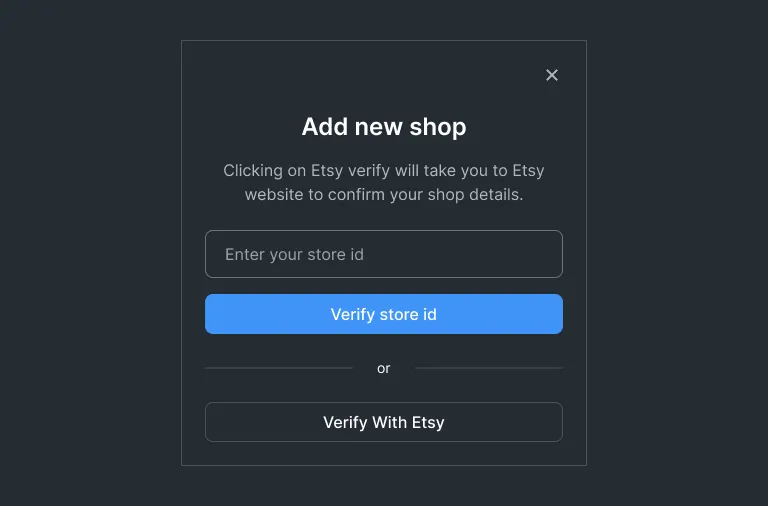 Add new shop
Clicking on Etsy verify will take you to Etsy
website to confirm your shop details.
Enter your store id
Verify store id
or
Verify With Etsy